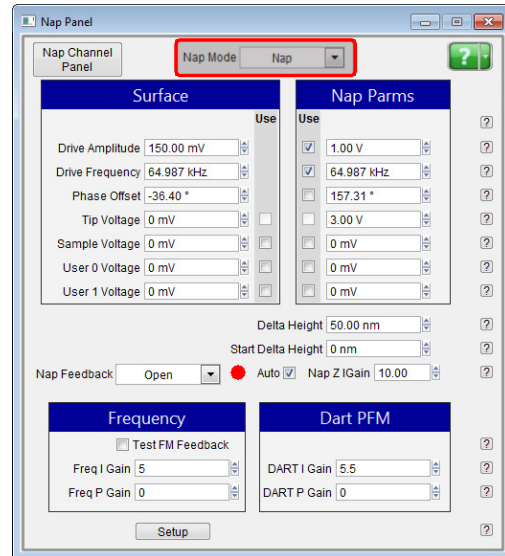 Nap Panel
Nap Channel
Panel
Nap Mode Nap
?
Surface Nap Parms
Use Use
?
Drive Amplitude 150.00 mV 1.00 V ?
Drive Frequency 64.987 kHz 64.987 kHz ?
Phase Offset -36.40 ° 157.31 ° ?
Tip Voltage 0 mV 3.00 V ?
Sample Voltage 0 mV 0 mV ?
User 0 Voltage 0 mV 0 mV ?
User 1 Voltage 0 mV 0 mV ?
Delta Height 50.00 nm ?
Start Delta Height 0 nm ?
Nap Feedback Open Auto Nap Z IGain 10.00 ?
Frequency Dart PFM
Test FM Feedback ?
Freq I Gain 5 DART I Gain 5.5 ?
Freq P Gain 0 DART P Gain 0 ?
Setup ?